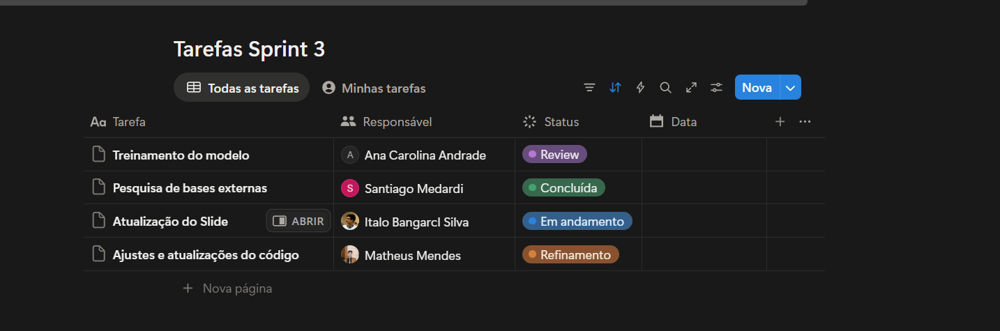 Tarefas Sprint 3
Todas as tarefas Minhas tarefas Nova
Aa Tarefa Responsável Status Data
Treinamento do modelo A Ana Carolina Andrade Review
Pesquisa de bases externas S Santiago Medardi Concluída
Atualização do Slide ABRIR Italo Bangarcl Silva Em andamento
Ajustes e atualizações do código Matheus Mendes Refinamento
Nova página